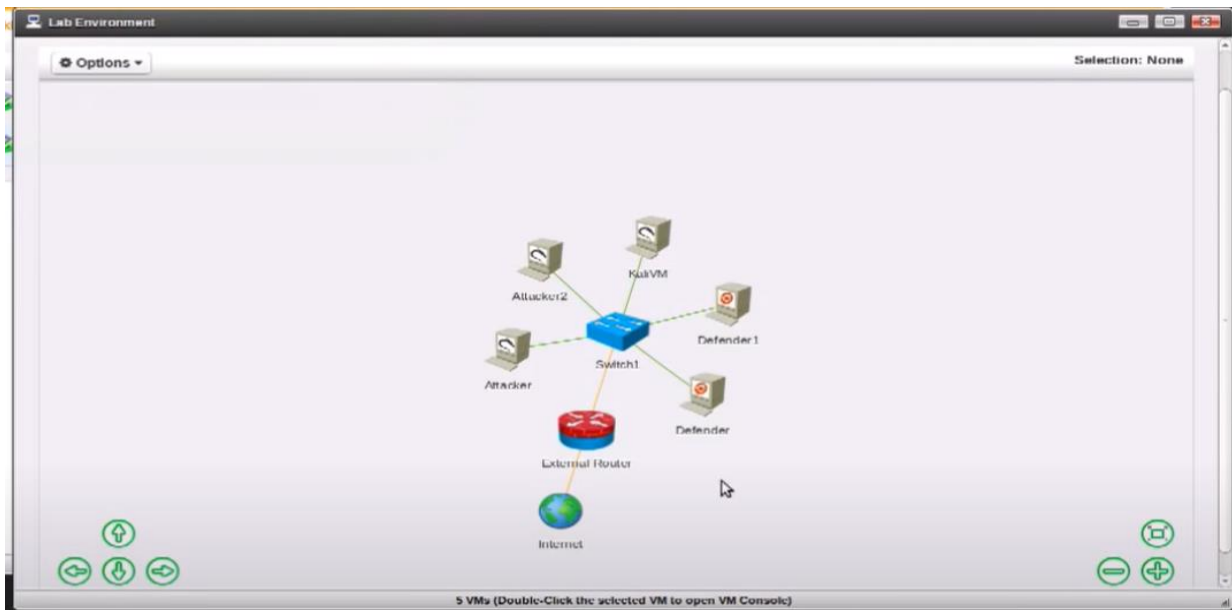 Lab Environment
Options
Selection: None
KaliVM
Attacker2
Defender1
Switch1
Attacker
Defender
External Router
Internet
5 VMs (Double-Click the selected VM to open VM Console)